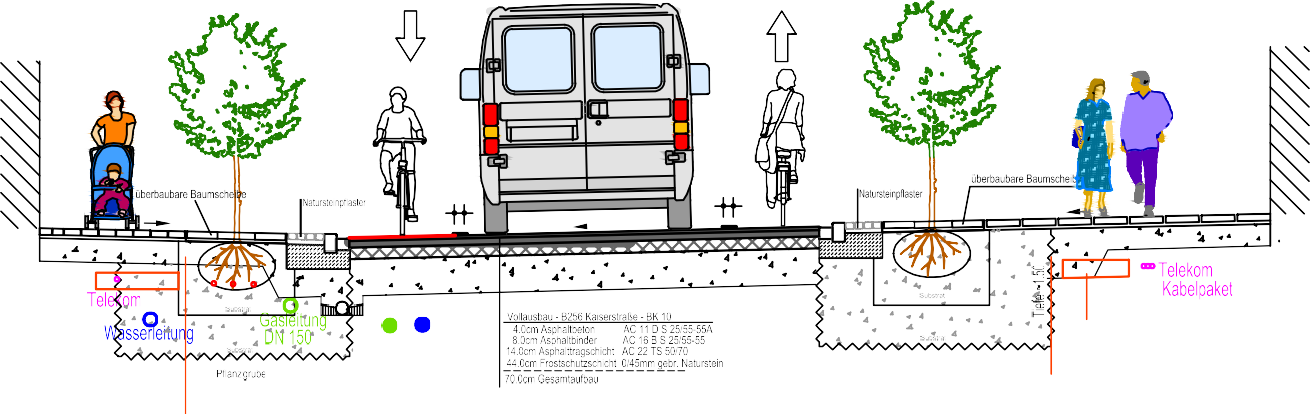 überbaubare Baumscheibe
Natursteinpflaster
Natursteinpflaster
überbaubare Baumscheibe
Telekom
Wasserleitung
Gasleitung
DN 150
Substrat
Substrat
Pflanzgrube
Vollausbau - B256 Kaiserstraße - BK 10
4.0cm Asphaltbeton AC 11 D S 25/55-55A
8.0cm Asphaltbinder AC 16 B S 25/55-55
14.0cm Asphalttragschicht AC 22 TS 50/70
44.0cm Frostschutzschicht 0/45mm gebr. Naturstein
70.0cm Gesamtaufbau
Substrat
Substrat
Telekom
Kabelpaket